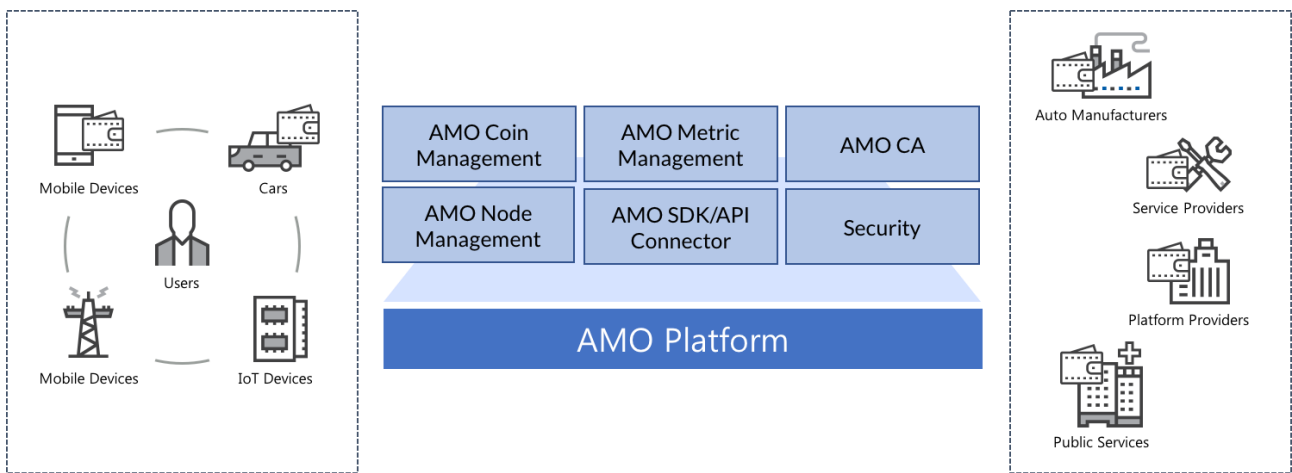 Mobile Devices
Cars
Users
Mobile Devices
IoT Devices
AMO Coin
Management
AMO Metric
Management
AMO CA
AMO Node
Management
AMO SDK/API
Connector
Security
AMO Platform
Auto Manufacturers
Service Providers
Platform Providers
Public Services